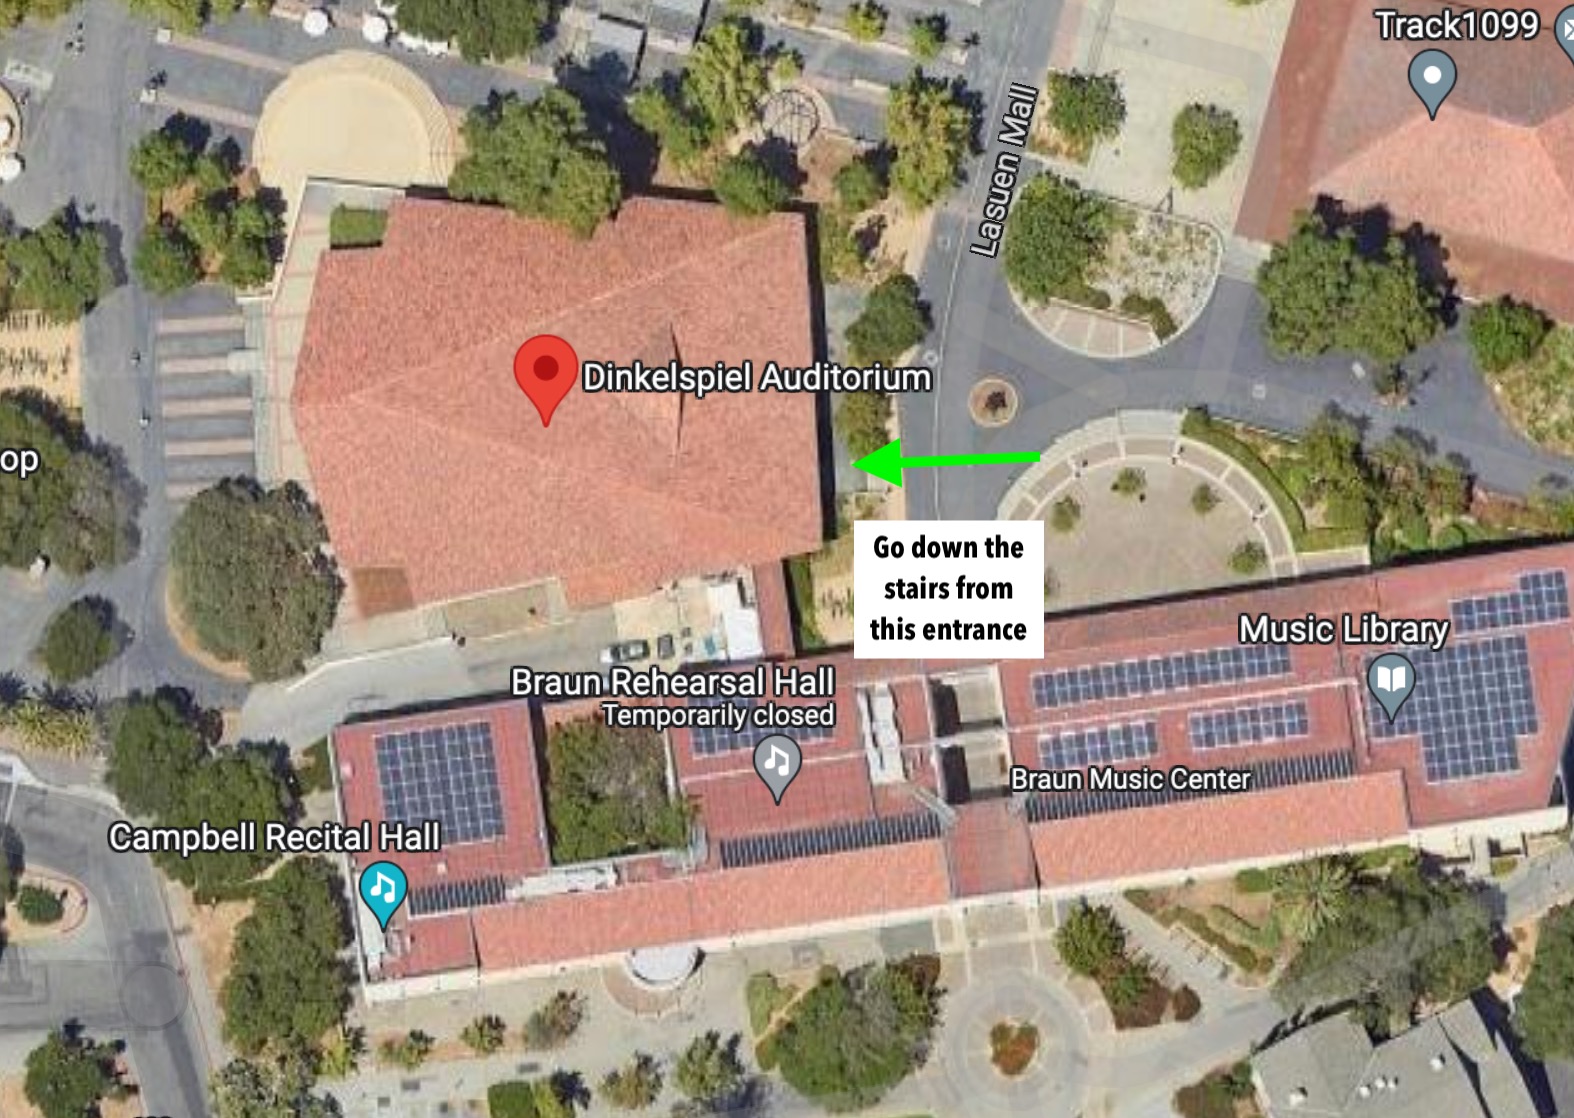 Track1099
Lasuen Mall
Dinkelspiel Auditorium
op
Go down the
stairs from
this entrance
Music Library
Braun Rehearsal Hall
Temporarily closed
Braun Music Center
Campbell Recital Hall